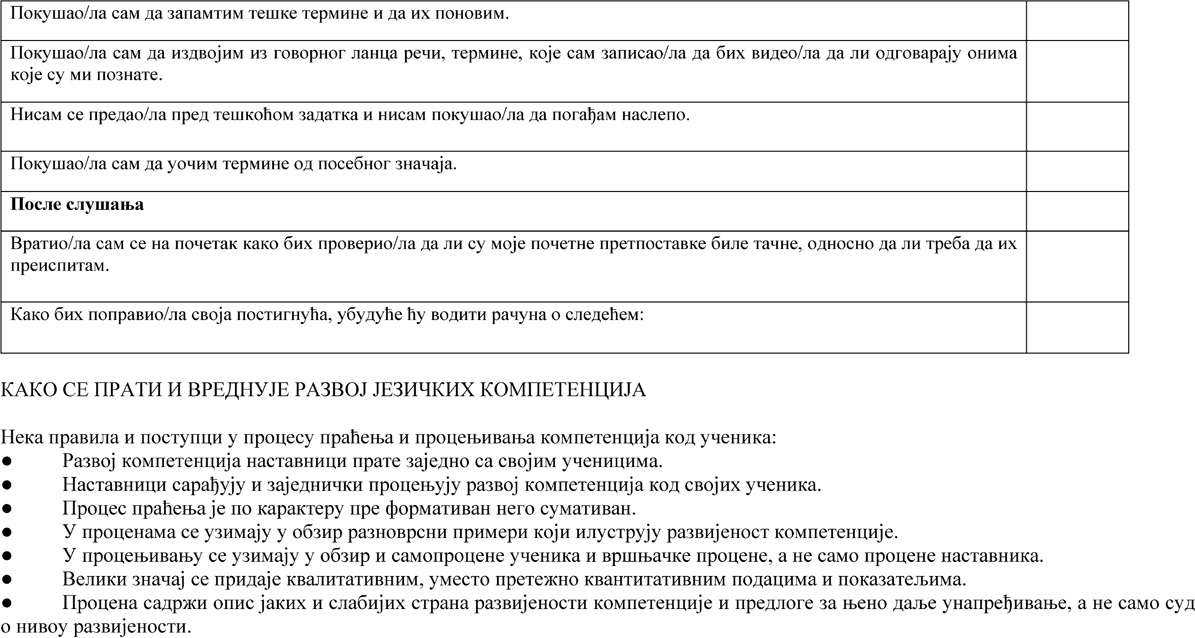 Покушао/ла сам да запамтим тешке термине и да их поновим.
Покушао/ла сам да издвојим из говорног ланца речи, термине, које сам записао/ла да бих видео/ла да ли одговарају онима
које су ми познате.
Нисам се предао/ла пред тешкоћом задатка и нисам покушао/ла да погађам наслепо.
Покушао/ла сам да уочим термине од посебног значаја.
После слушања
Вратио/ла сам се на почетак како бих проверио/ла да ли су моје почетне претпоставке биле тачне, односно да ли треба да их
преиспитам.
Како бих поправио/ла своја постигнућа, убудуће ћу водити рачуна о следећем:
КАКО СЕ ПРАТИ И ВРЕДНУЈЕ РАЗВОЈ ЈЕЗИЧКИХ КОМПЕТЕНЦИЈА
Нека правила и поступци у процесу праћења и процењивања компетенција код ученика:
● Развој компетенција наставници прате заједно са својим ученицима.
● Наставници сарађују и заједнички процењују развој компетенција код својих ученика.
● Процес праћења је по карактеру пре формативан него сумативан.
● У проценама се узимају у обзир разноврсни примери који илуструју развијеност компетенције.
● У процењивању се узимају у обзир и самопроцене ученика и вршњачке процене, а не само процене наставника.
● Велики значај се придаје квалитативним, уместо претежно квантитативним подацима и показатељима.
● Процена садржи опис јаких и слабијих страна развијености компетенције и предлоге за њено даље унапређивање, а не само суд
о нивоу развијености.